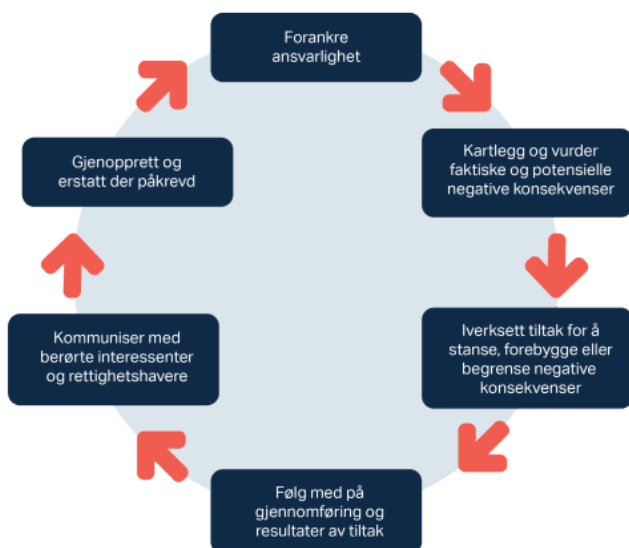 Forankre
ansvarlighet
Kartlegg og vurder
faktiske og potensielle
negative konsekvenser
Iverksett tiltak for å
stanse, forebygge eller
begrense negative
konsekvenser
Følg med på
gjennomføring og
resultater av tiltak
Kommuniser med
berørte interessenter
og rettighetshavere
Gjenopprett og
erstatt der påkrevd